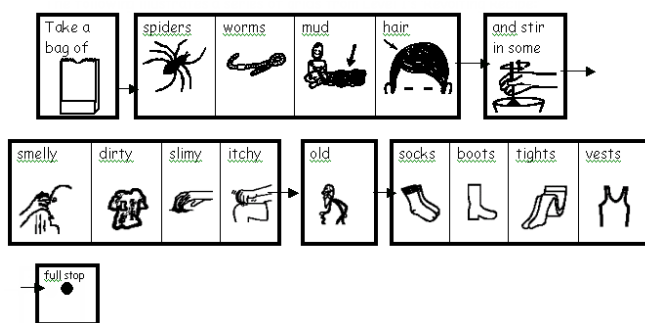 Take a bag of
spiders worms mud hair
and stir in some
smelly dirty slimy itchy
old
socks boots tights vests
full stop